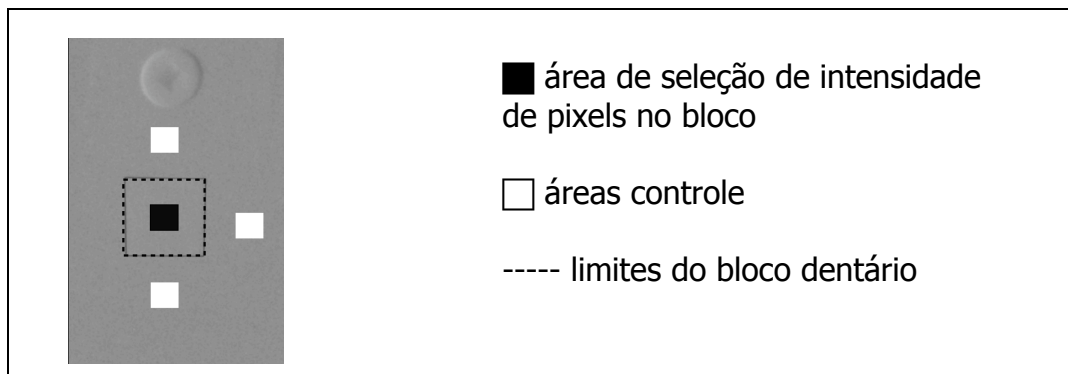 área de seleção de intensidade
de pixels no bloco
áreas controle
----- limites do bloco dentário